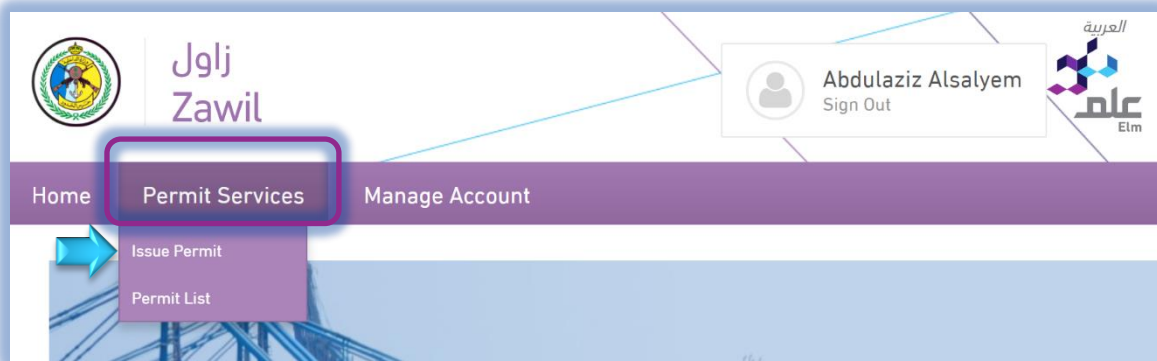 العربية
زاول
Zawil
Abdulaziz Alsalyem
Sign Out
علم
Elm
Home
Permit Services
Manage Account
Issue Permit
Permit List